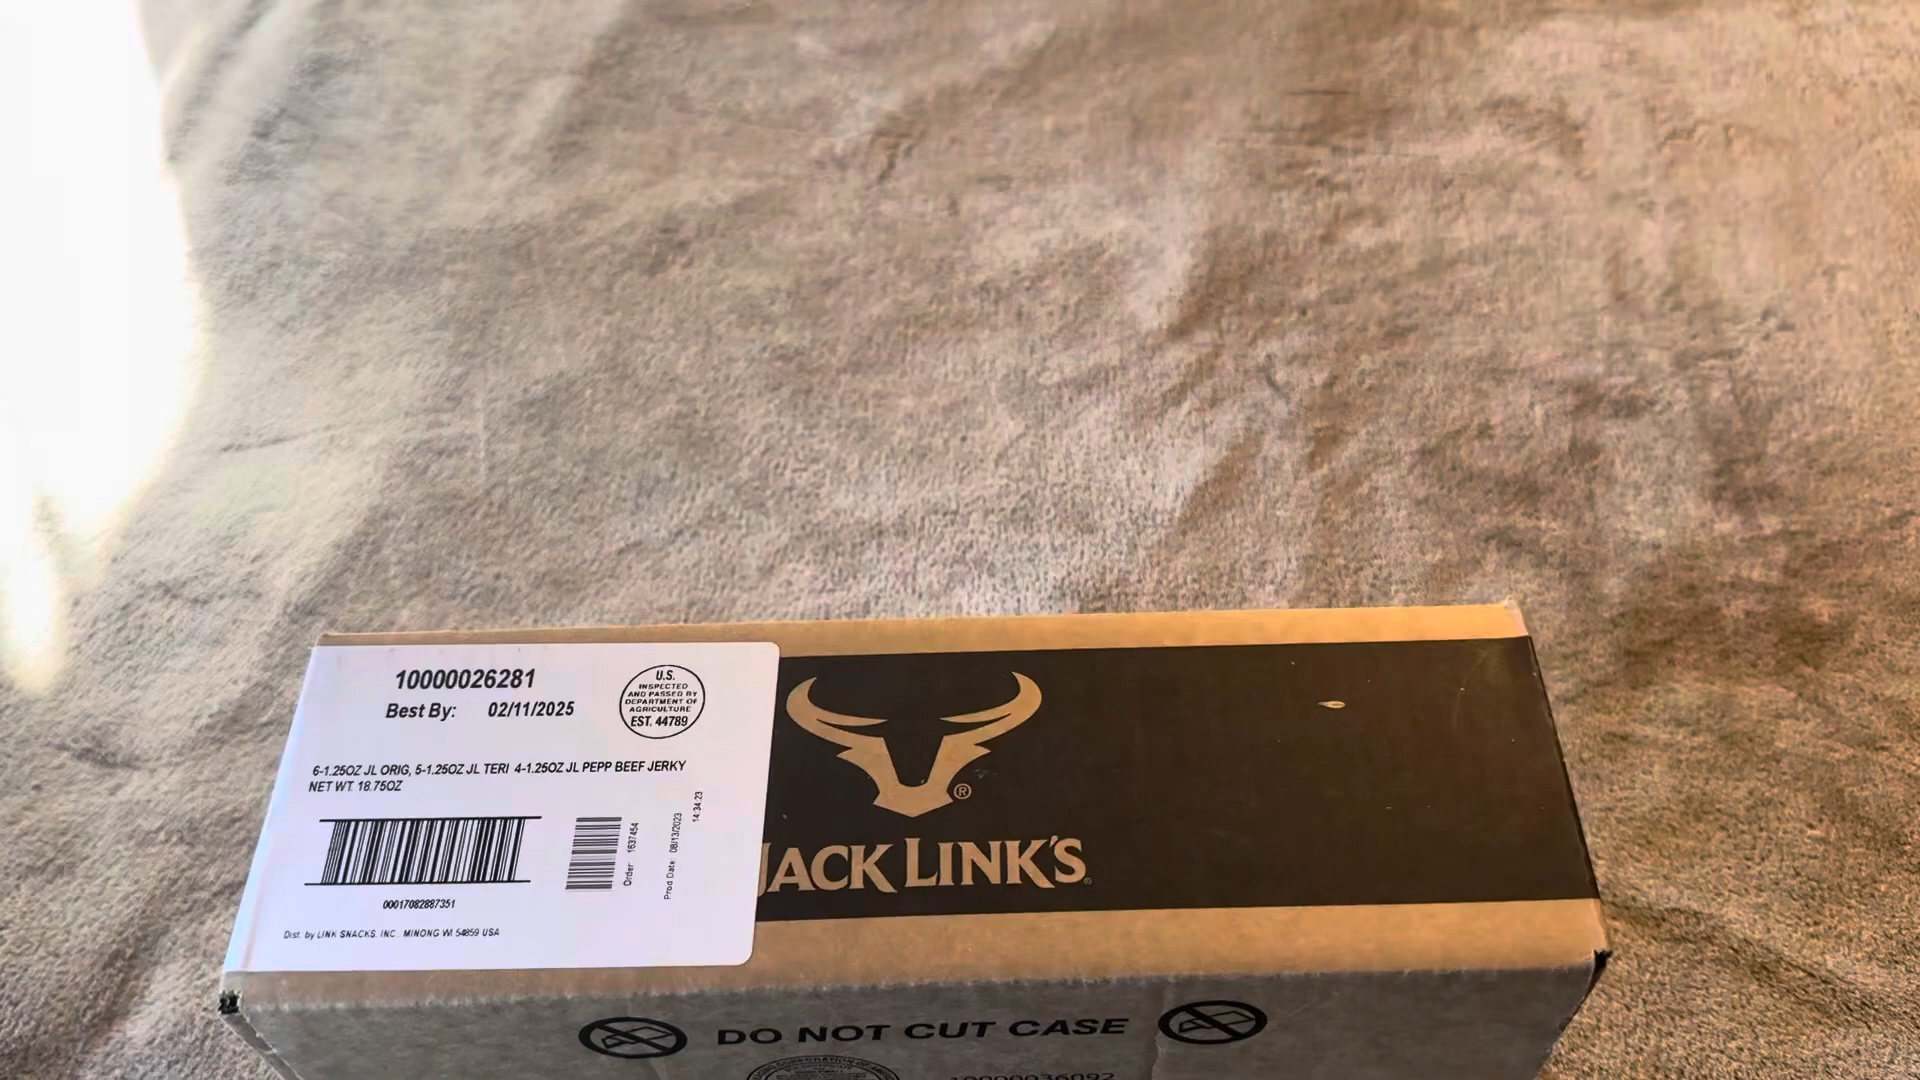 10000026281
Best By: 02/11/2025
U.S.
INSPECTED
AND PASSED BY
DEPARTMENT OF
AGRICULTURE
EST. 44789
6-1.25OZ JL ORIG, 5-1.25OZ JL TERI 4-1.25OZ JL PEPP BEEF JERKY
NET WT. 18.75OZ
00017082887351
Order: 1637454
Prod Date: 08/13/2023
14:34:23
Dist. by LINK SNACKS, INC. MINONG WI 54859 USA
®
JACK LINK'S®
DO NOT CUT CASE
10000036092